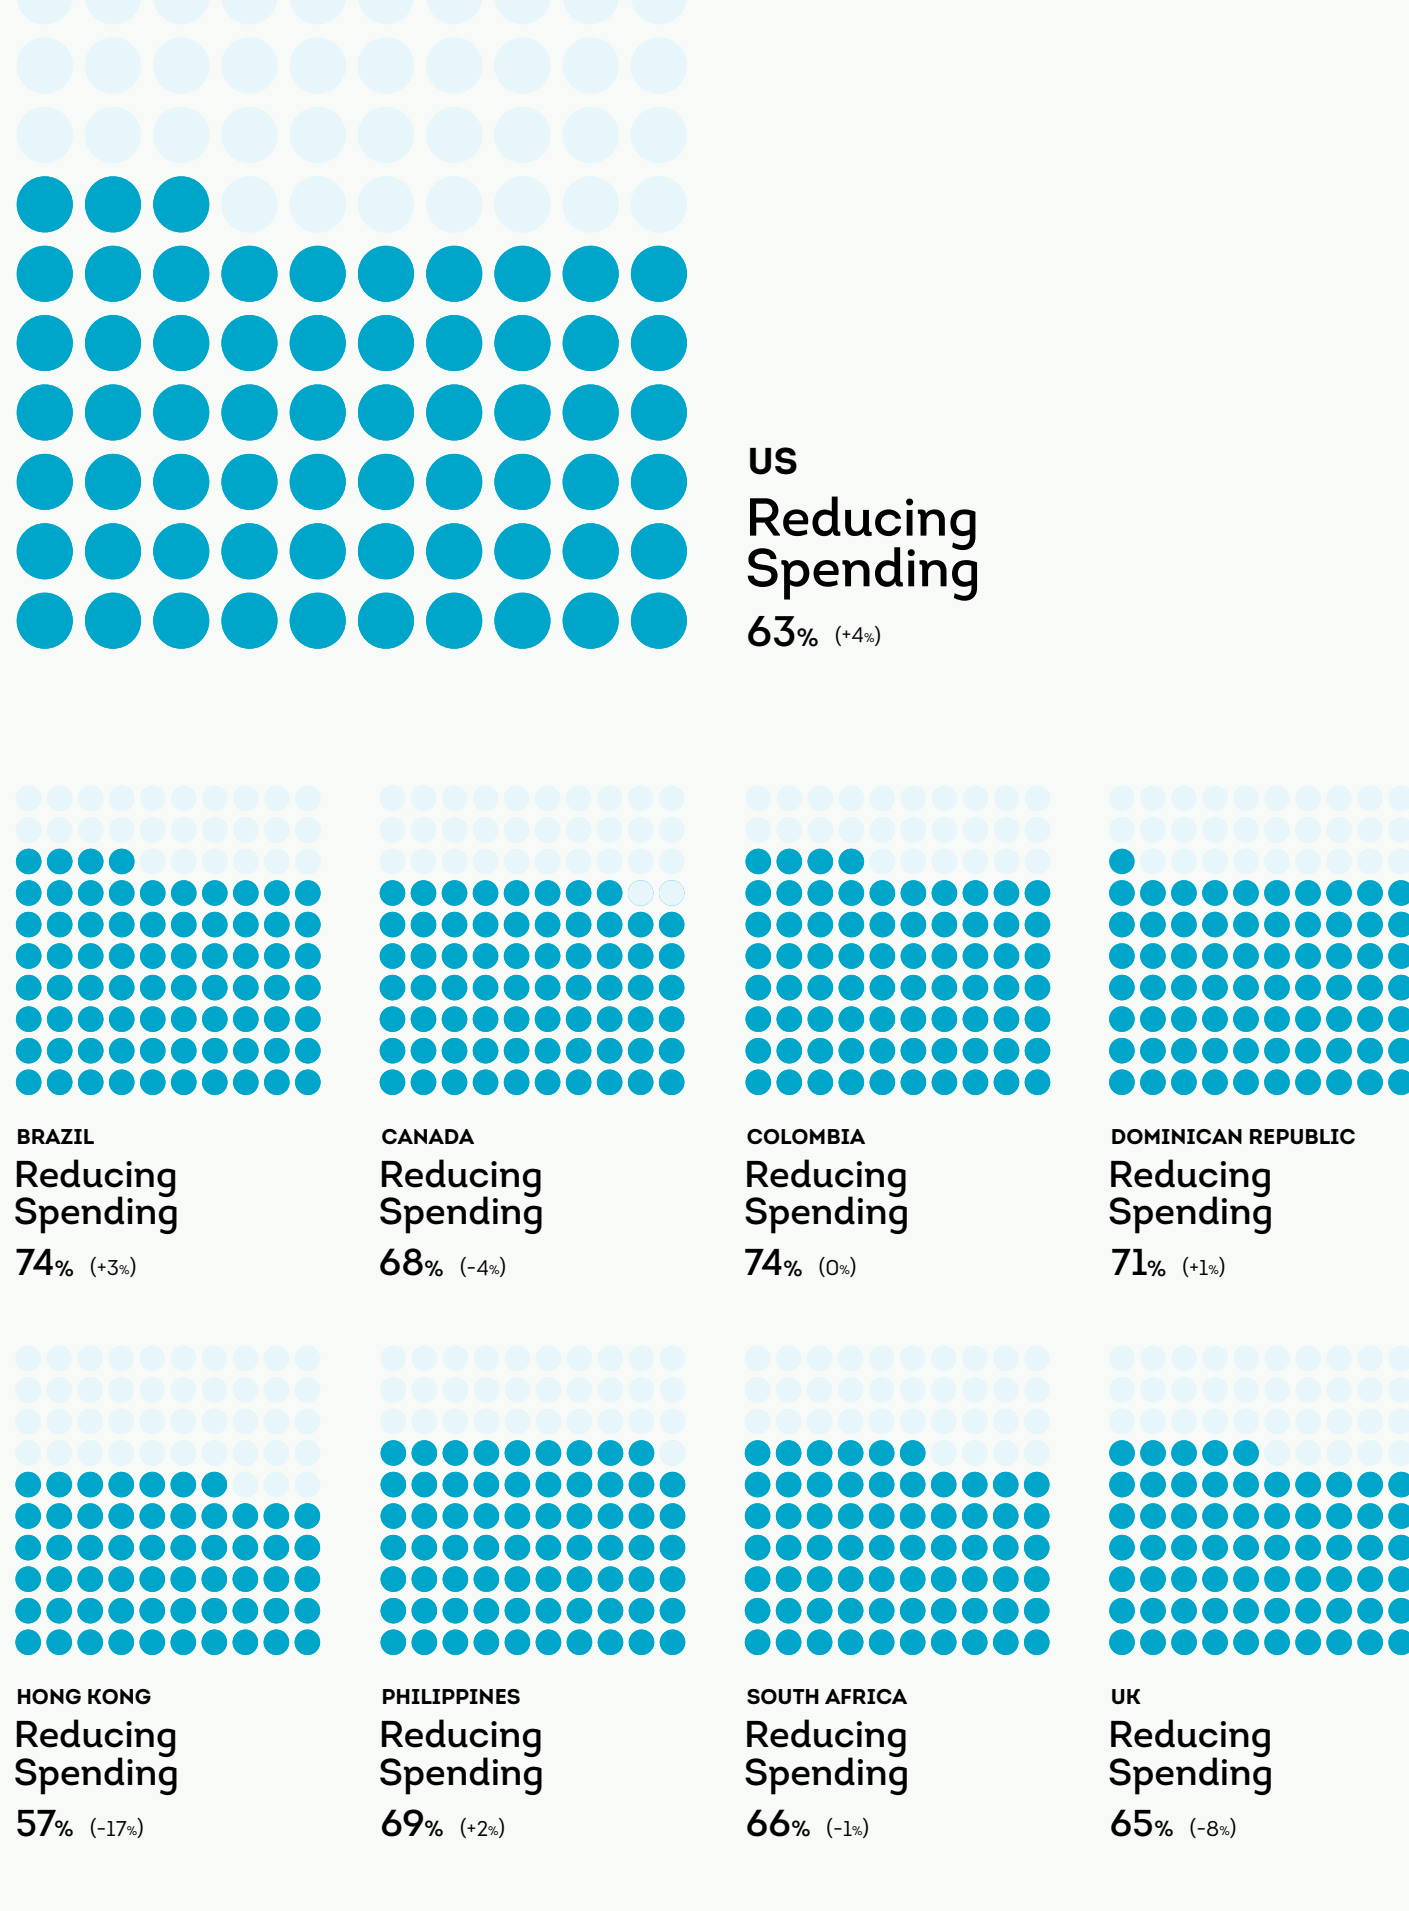 US
Reducing
Spending
63% (+4%)
BRAZIL
Reducing
Spending
74% (+3%)
CANADA
Reducing
Spending
68% (-4%)
COLOMBIA
Reducing
Spending
74% (0%)
DOMINICAN REPUBLIC
Reducing
Spending
71% (+1%)
HONG KONG
Reducing
Spending
57% (-17%)
PHILIPPINES
Reducing
Spending
69% (+2%)
SOUTH AFRICA
Reducing
Spending
66% (-1%)
UK
Reducing
Spending
65% (-8%)